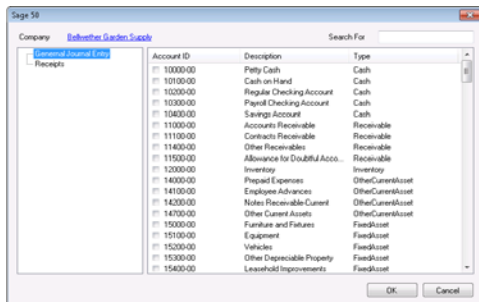 Sage 50
Company Bellwether Garden Supply Search For
General Journal Entry
Receipts
Account ID Description Type
10000-00 Petty Cash Cash
10100-00 Cash on Hand Cash
10200-00 Regular Checking Account Cash
10300-00 Payroll Checking Account Cash
10400-00 Savings Account Cash
11000-00 Accounts Receivable Receivable
11100-00 Contracts Receivable Receivable
11400-00 Other Receivables Receivable
11500-00 Allowance for Doubtful Acco... Receivable
12000-00 Inventory Inventory
14000-00 Prepaid Expenses OtherCurrentAsset
14100-00 Employee Advances OtherCurrentAsset
14200-00 Notes Receivable-Current OtherCurrentAsset
14700-00 Other Current Assets OtherCurrentAsset
15000-00 Furniture and Fixtures FixedAsset
15100-00 Equipment FixedAsset
15200-00 Vehicles FixedAsset
15300-00 Other Depreciable Property FixedAsset
15400-00 Leasehold Improvements FixedAsset
OK Cancel